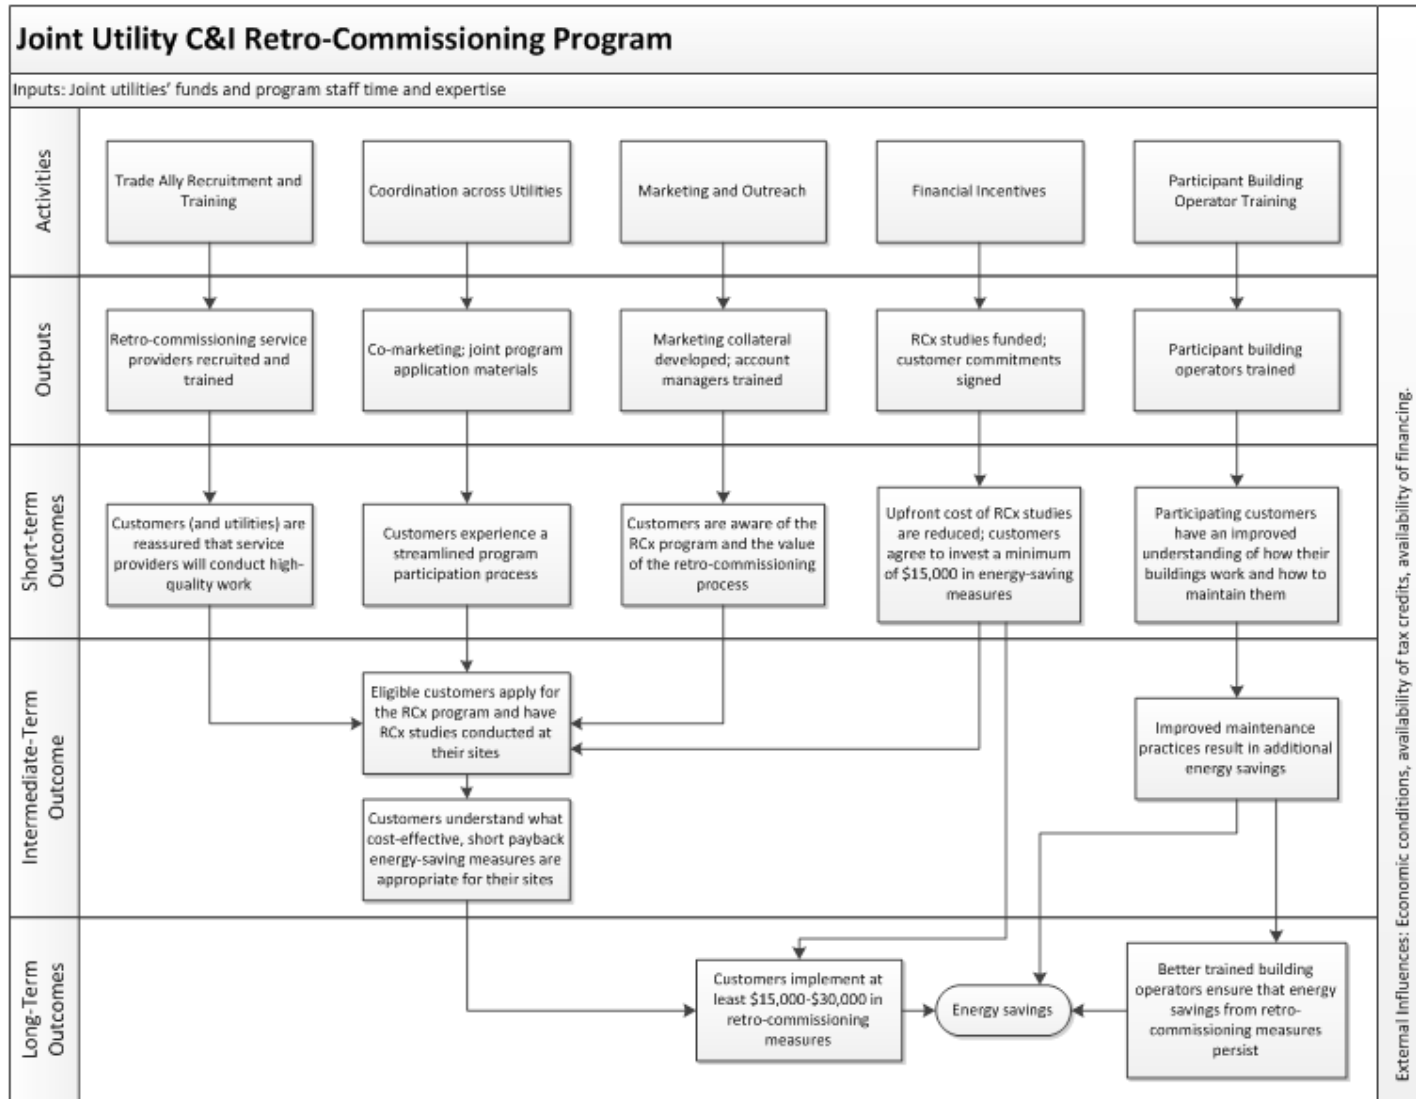 Joint Utility C&I Retro-Commissioning Program
Inputs: Joint utilities' funds and program staff time and expertise
Activities
Trade Ally Recruitment and
Training
Coordination across Utilities
Marketing and Outreach
Financial Incentives
Participant Building
Operator Training
Outputs
Retro-commissioning service
providers recruited and
trained
Co-marketing; joint program
application materials
Marketing collateral
developed; account
managers trained
RCx studies funded;
customer commitments
signed
Participant building
operators trained
Short-term
Outcomes
Customers (and utilities) are
reassured that service
providers will conduct high-
quality work
Customers experience a
streamlined program
participation process
Customers are aware of the
RCx program and the value
of the retro-commissioning
process
Upfront cost of RCx studies
are reduced; customers
agree to invest a minimum
of $15,000 in energy-saving
measures
Participating customers
have an improved
understanding of how their
buildings work and how to
maintain them
Intermediate-Term
Outcome
Eligible customers apply for
the RCx program and have
RCx studies conducted at
their sites
Customers understand what
cost-effective, short payback
energy-saving measures are
appropriate for their sites
Improved maintenance
practices result in additional
energy savings
Long-Term
Outcomes
Customers implement at
least $15,000-$30,000 in
retro-commissioning
measures
Energy savings
Better trained building
operators ensure that energy
savings from retro-
commissioning measures
persist
External Influences: Economic conditions, availability of tax credits, availability of financing.